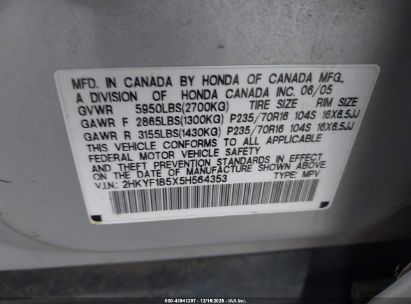 MFD. IN CANADA BY HONDA OF CANADA MFG.,
A DIVISION OF HONDA CANADA INC. 06/05
GVWR 5950LBS(2700KG) TIRE SIZE RIM SIZE
GAWR F 2865LBS(1300KG) P235/70R16 104S 16X6.5JJ
GAWR R 3155LBS(1430KG) P235/70R16 104S 16X6.5JJ
THIS VEHICLE CONFORMS TO ALL APPLICABLE
FEDERAL MOTOR VEHICLE SAFETY
AND THEFT PREVENTION STANDARDS IN EFFECT ON
THE DATE OF MANUFACTURE SHOWN ABOVE.
V.I.N: 2HKYF185X5H564353 TYPE: MPV